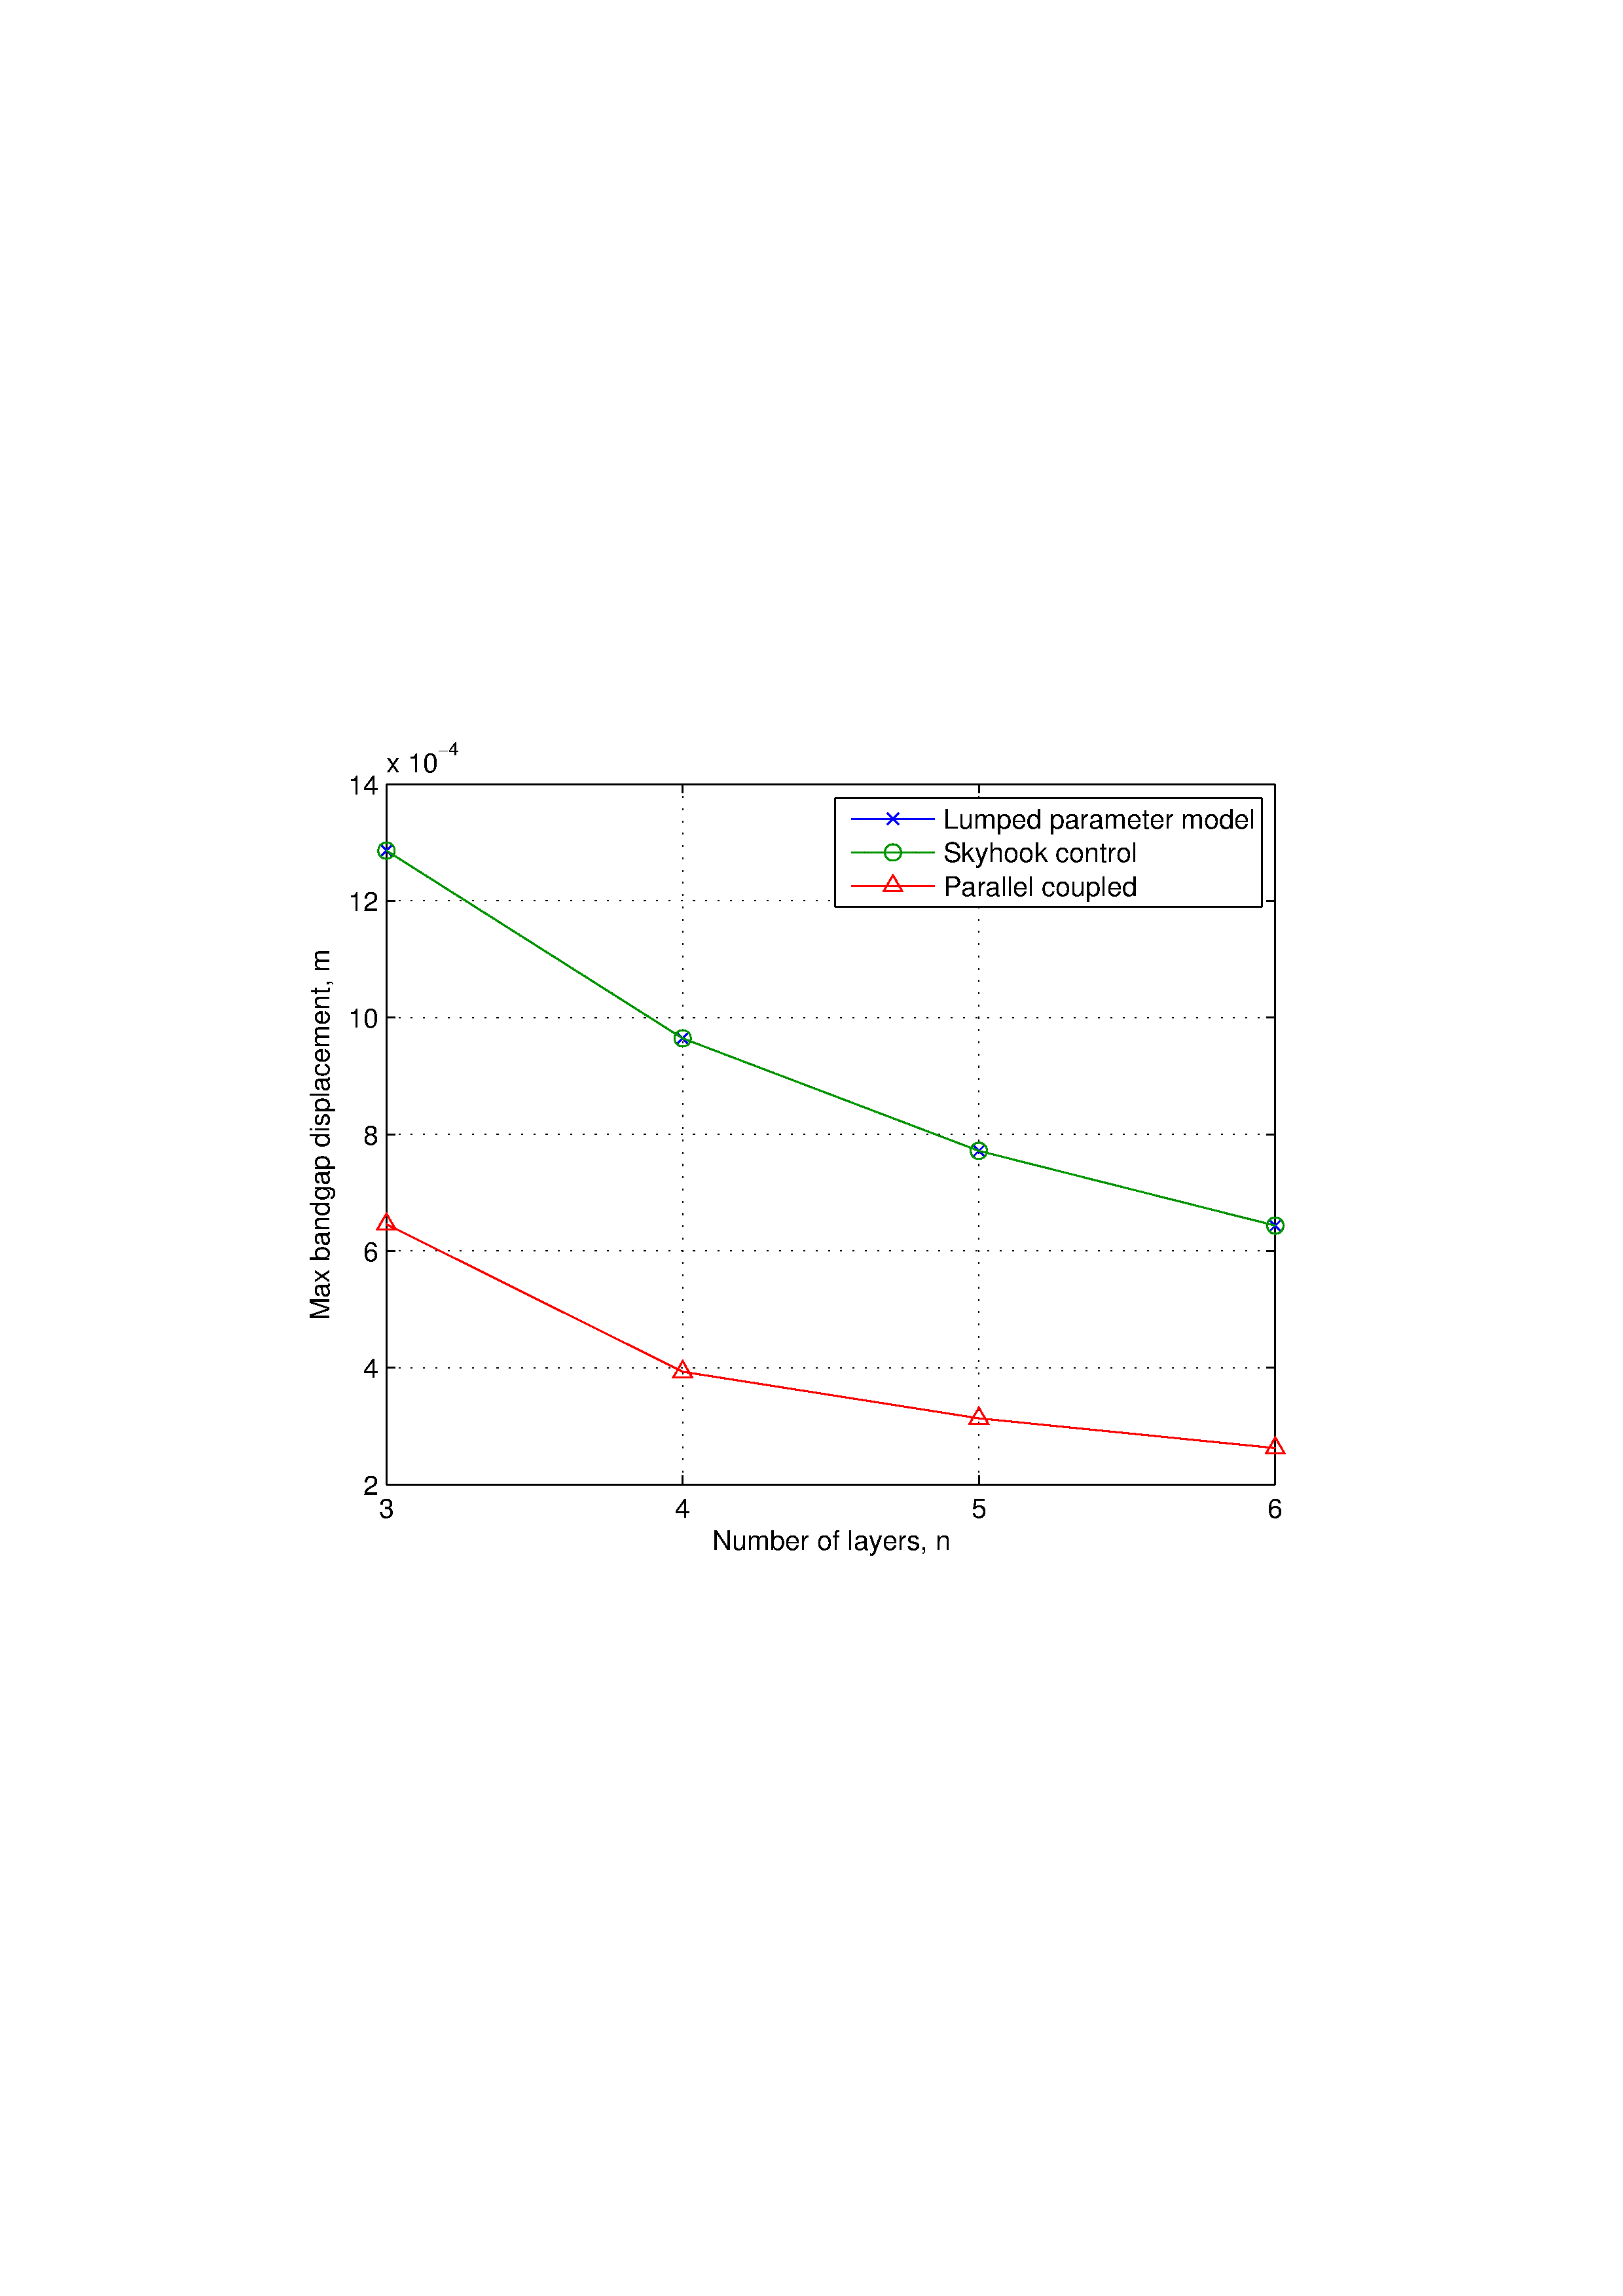 x 10⁻⁴
14
12
10
8
6
4
2
3 4 5 6
Number of layers, n
Max bandgap displacement, m
Lumped parameter model
Skyhook control
Parallel coupled